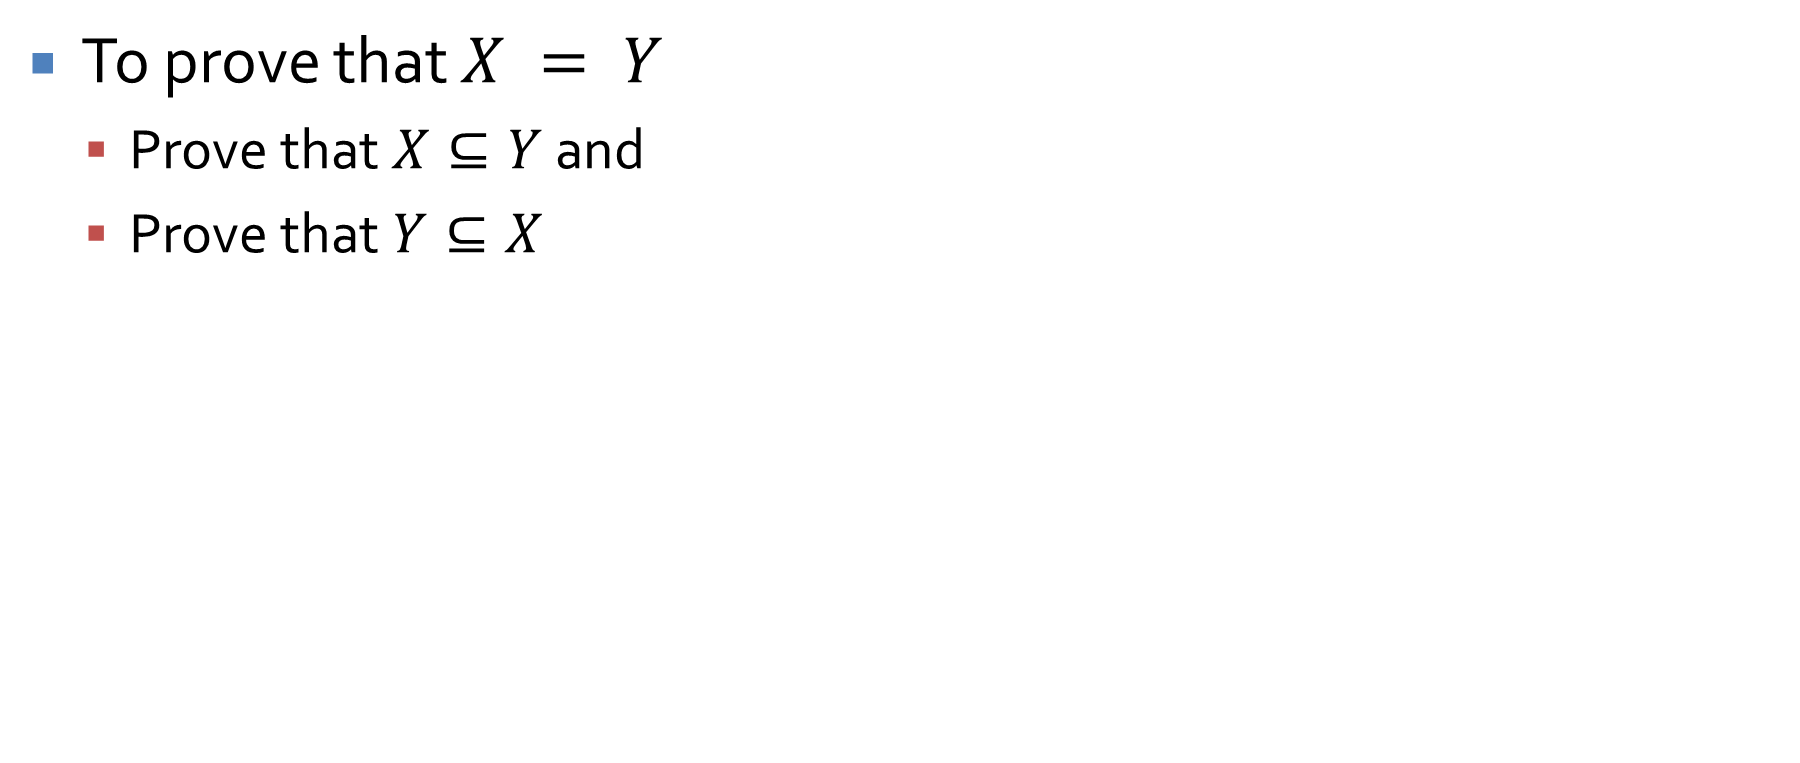 ▪ To prove that X = Y
▪ Prove that X ⊆ Y and
▪ Prove that Y ⊆ X